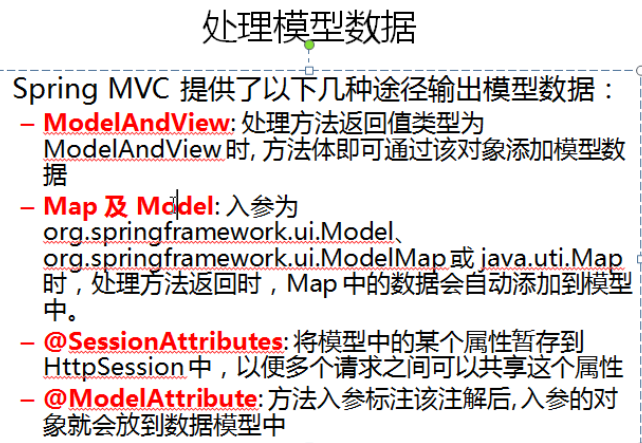 处理模型数据
Spring MVC 提供了以下几种途径输出模型数据：
– ModelAndView: 处理方法返回值类型为
ModelAndView 时, 方法体即可通过该对象添加模型数
据
– Map 及 Model: 入参为
org.springframework.ui.Model、
org.springframework.ui.ModelMap 或 java.uti.Map
时，处理方法返回时，Map 中的数据会自动添加到模型
中。
– @SessionAttributes: 将模型中的某个属性暂存到
HttpSession 中，以便多个请求之间可以共享这个属性
– @ModelAttribute: 方法入参标注该注解后, 入参的对
象就会放到数据模型中